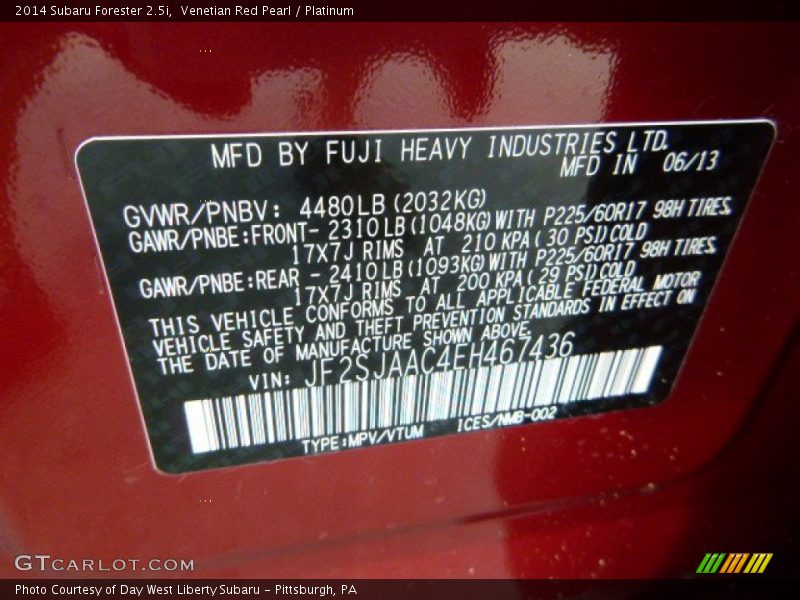 2014 Subaru Forester 2.5i,  Venetian Red Pearl / Platinum
MFD BY FUJI HEAVY INDUSTRIES LTD.
MFD IN 06/13
GVWR/PNBV: 4480LB (2032KG)
GAWR/PNBE:FRONT- 2310LB (1048KG) WITH P225/60R17 98H TIRES,
17X7J RIMS AT 210 KPA ( 30 PSI) COLD
GAWR/PNBE:REAR - 2410LB (1093KG) WITH P225/60R17 98H TIRES,
17X7J RIMS AT 200 KPA ( 29 PSI) COLD
THIS VEHICLE CONFORMS TO ALL APPLICABLE FEDERAL MOTOR
VEHICLE SAFETY AND THEFT PREVENTION STANDARDS IN EFFECT ON
THE DATE OF MANUFACTURE SHOWN ABOVE.
VIN: JF2SJAAC4EH467436
TYPE:MPV/VTUM ICES/NMB-002
GTCARLOT.COM
Photo Courtesy of Day West Liberty Subaru - Pittsburgh, PA